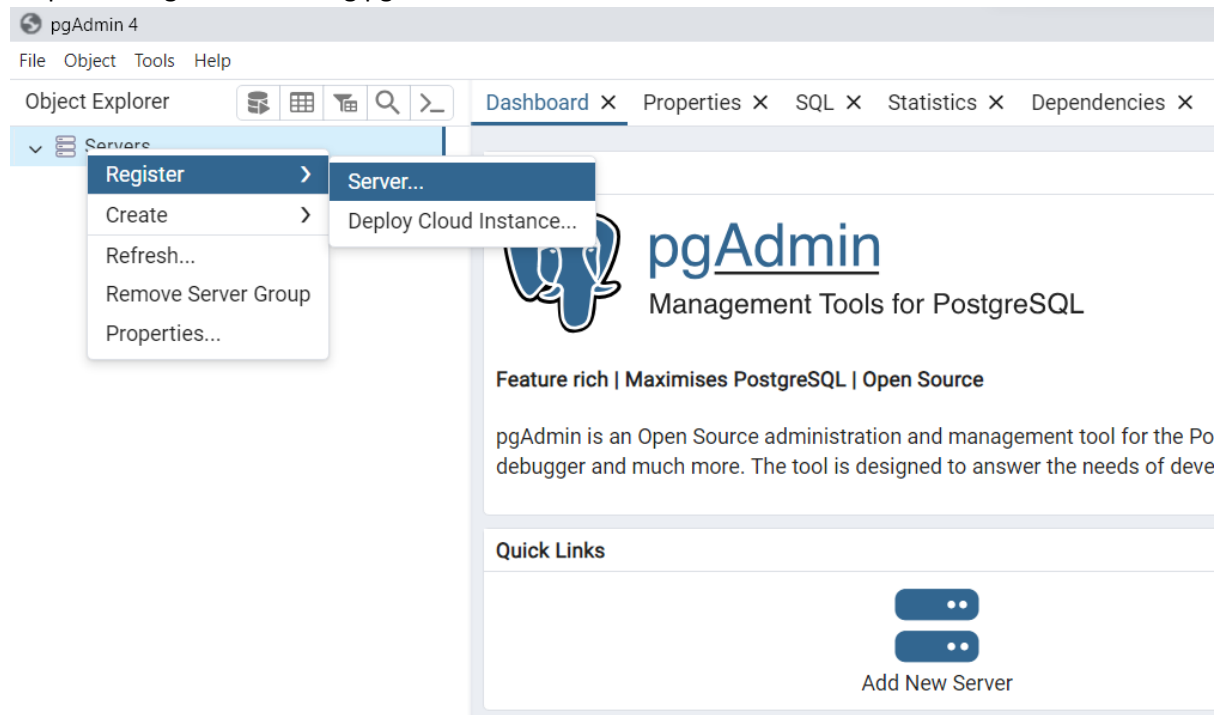 pgAdmin 4
File Object Tools Help
Object Explorer
Dashboard Properties SQL Statistics Dependencies
Servers
Register
Server...
Create
Deploy Cloud Instance...
Refresh...
Remove Server Group
Properties...
pgAdmin
Management Tools for PostgreSQL
Feature rich | Maximises PostgreSQL | Open Source
pgAdmin is an Open Source administration and management tool for the Po
debugger and much more. The tool is designed to answer the needs of deve
Quick Links
Add New Server